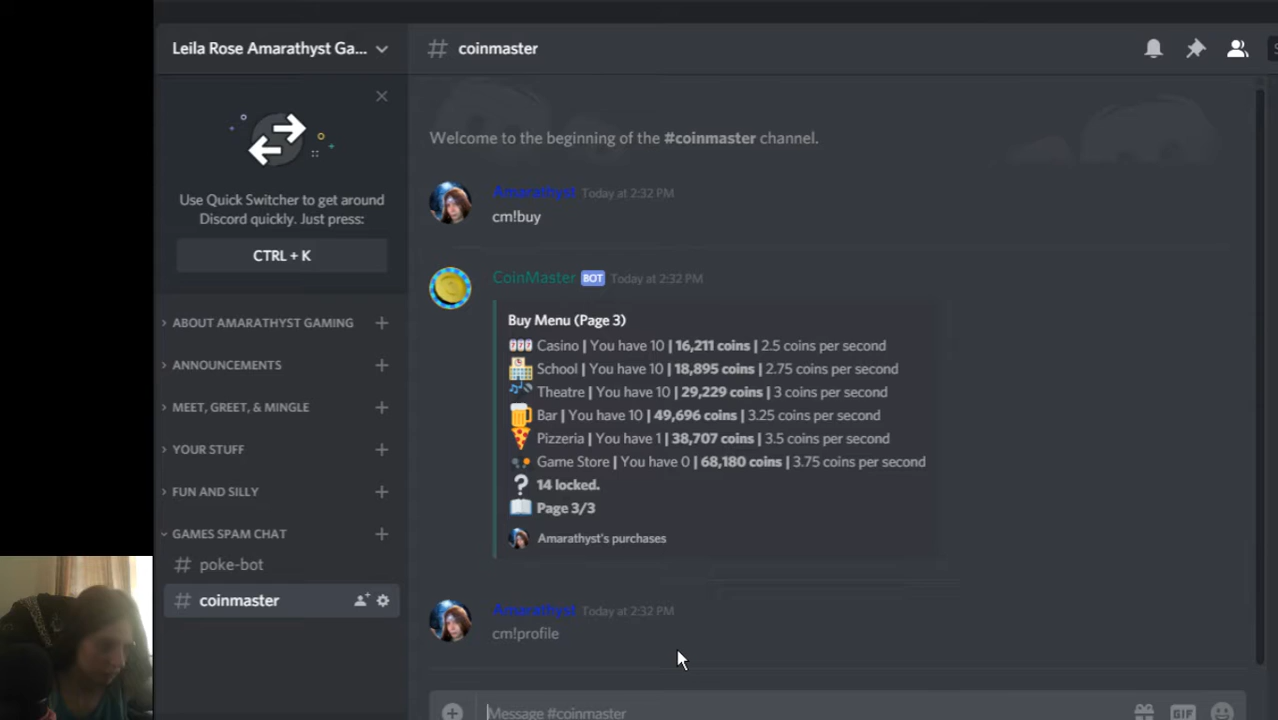 Leila Rose Amarathyst Ga...
# coinmaster
Use Quick Switcher to get around
Discord quickly. Just press:
CTRL + K
ABOUT AMARATHYST GAMING
ANNOUNCEMENTS
MEET, GREET, & MINGLE
YOUR STUFF
FUN AND SILLY
GAMES SPAM CHAT
# poke-bot
# coinmaster
Welcome to the beginning of the #coinmaster channel.
Amarathyst Today at 2:32 PM
cm!buy
CoinMaster BOT Today at 2:32 PM
Buy Menu (Page 3)
Casino | You have 10 | 16,211 coins | 2.5 coins per second
School | You have 10 | 18,895 coins | 2.75 coins per second
Theatre | You have 10 | 29,229 coins | 3 coins per second
Bar | You have 10 | 49,696 coins | 3.25 coins per second
Pizzeria | You have 1 | 38,707 coins | 3.5 coins per second
Game Store | You have 0 | 68,180 coins | 3.75 coins per second
? 14 locked.
Page 3/3
Amarathyst's purchases
Amarathyst Today at 2:32 PM
cm!profile
Message #coinmaster
GIF